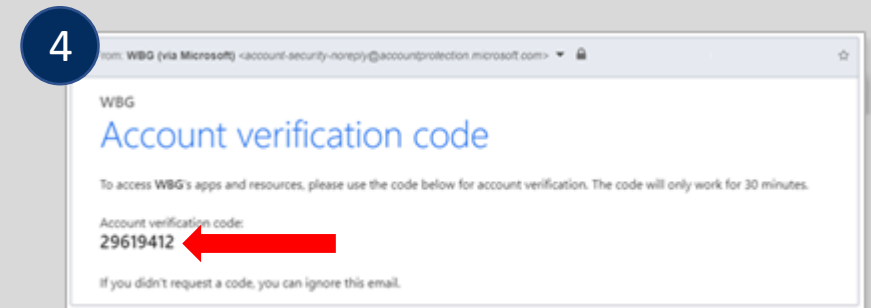 4
From: WBG (via Microsoft) <account-security-noreply@accountprotection.microsoft.com>
WBG
Account verification code
To access WBG's apps and resources, please use the code below for account verification. The code will only work for 30 minutes.
Account verification code:
29619412
If you didn't request a code, you can ignore this email.